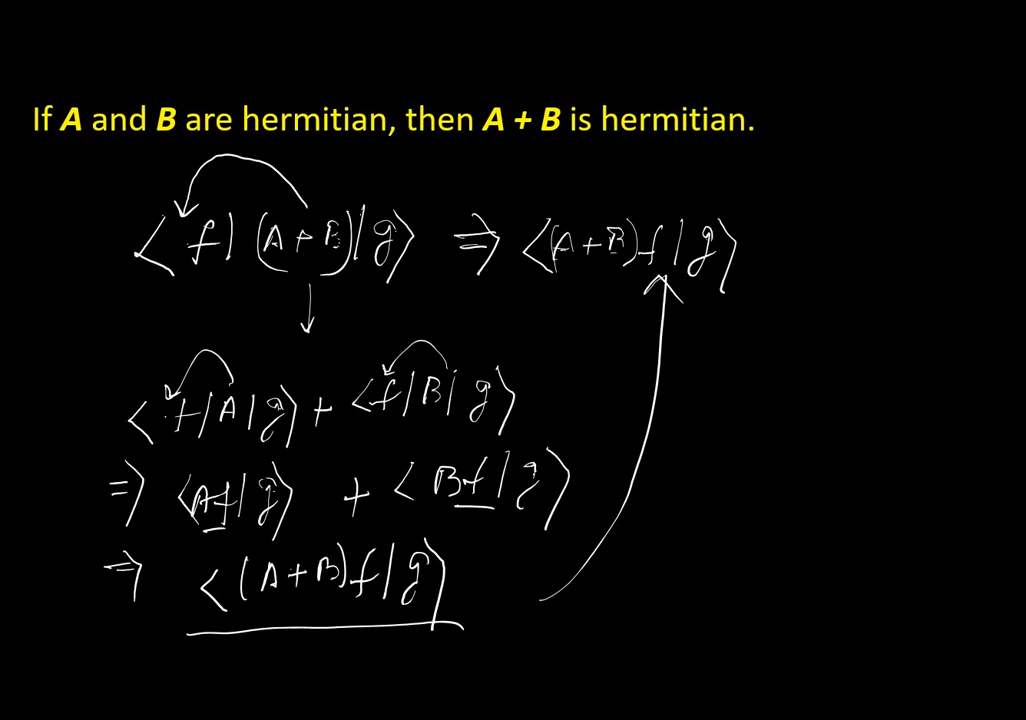 If A and B are hermitian, then A + B is hermitian.
⟨f|(A+B)|g⟩ ⇒ ⟨(A+B)f|g⟩
⟨f|A|g⟩ + ⟨f|B|g⟩
⇒ ⟨Af|g⟩ + ⟨Bf|g⟩
⇒ ⟨(A+B)f|g⟩